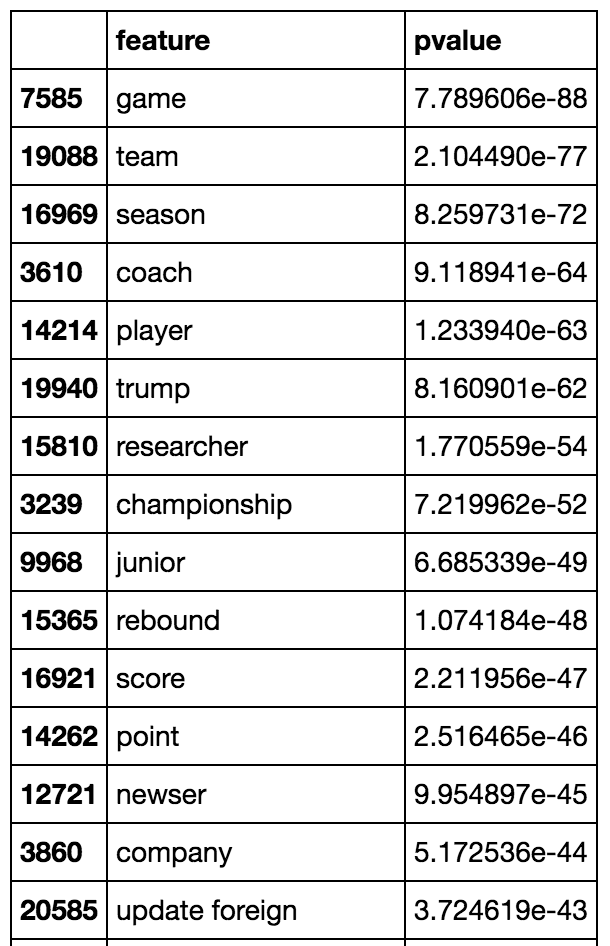 feature pvalue
7585 game 7.789606e-88
19088 team 2.104490e-77
16969 season 8.259731e-72
3610 coach 9.118941e-64
14214 player 1.233940e-63
19940 trump 8.160901e-62
15810 researcher 1.770559e-54
3239 championship 7.219962e-52
9968 junior 6.685339e-49
15365 rebound 1.074184e-48
16921 score 2.211956e-47
14262 point 2.516465e-46
12721 newser 9.954897e-45
3860 company 5.172536e-44
20585 update foreign 3.724619e-43